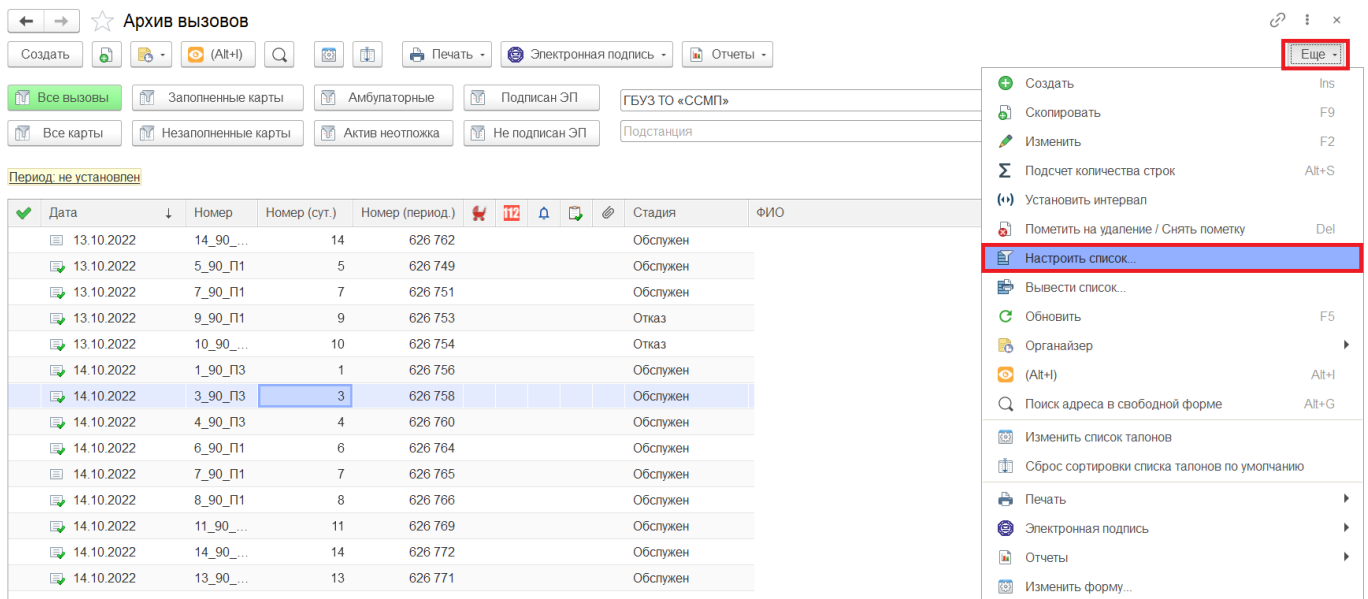 Архив вызовов
Создать (Alt+I) Печать Электронная подпись Отчеты Еще
Все вызовы Заполненные карты Амбулаторные Подписан ЭП ГБУЗ ТО «ССМП»
Все карты Незаполненные карты Актив неотложка Не подписан ЭП Подстанция
Период: не установлен
Дата ↓ Номер Номер (сут.) Номер (период.) 112 Стадия ФИО
13.10.2022 14_90_... 14 626 762 Обслужен
13.10.2022 5_90_П1 5 626 749 Обслужен
13.10.2022 7_90_П1 7 626 751 Обслужен
13.10.2022 9_90_П1 9 626 753 Отказ
13.10.2022 10_90_... 10 626 754 Отказ
14.10.2022 1_90_П3 1 626 756 Обслужен
14.10.2022 3_90_П3 3 626 758 Обслужен
14.10.2022 4_90_П3 4 626 760 Обслужен
14.10.2022 6_90_П1 6 626 764 Обслужен
14.10.2022 7_90_П1 7 626 765 Обслужен
14.10.2022 8_90_П1 8 626 766 Обслужен
14.10.2022 11_90_... 11 626 769 Обслужен
14.10.2022 14_90_... 14 626 772 Обслужен
14.10.2022 13_90_... 13 626 771 Обслужен
Создать Ins
Скопировать F9
Изменить F2
Подсчет количества строк Alt+S
Установить интервал
Пометить на удаление / Снять пометку Del
Настроить список...
Вывести список...
Обновить F5
Органайзер
(Alt+I) Alt+I
Поиск адреса в свободной форме Alt+G
Изменить список талонов
Сброс сортировки списка талонов по умолчанию
Печать
Электронная подпись
Отчеты
Изменить форму...